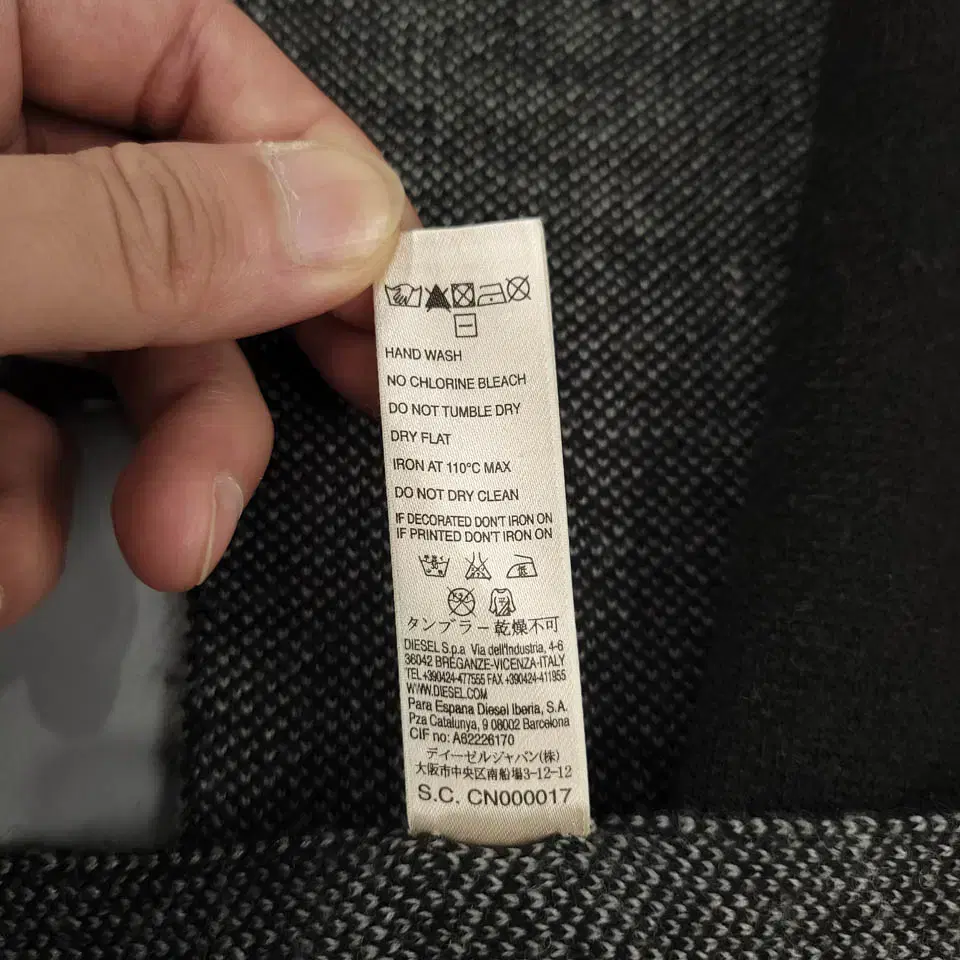 HAND WASH
NO CHLORINE BLEACH
DO NOT TUMBLE DRY
DRY FLAT
IRON AT 110°C MAX
DO NOT DRY CLEAN
IF DECORATED DON'T IRON ON
IF PRINTED DON'T IRON ON
低
タンブラー乾燥不可
DIESEL S.p.a Via dell'Industria, 4-6
36042 BREGANZE-VICENZA-ITALY
TEL +390424-477555 FAX +390424-411955
WWW.DIESEL.COM
Para Espana Diesel Iberia, S.A.
Pza Catalunya, 9 08002 Barcelona
CIF no: A62226170
ディーゼルジャパン(株)
大阪市中央区南船場3-12-12
S.C. CN000017